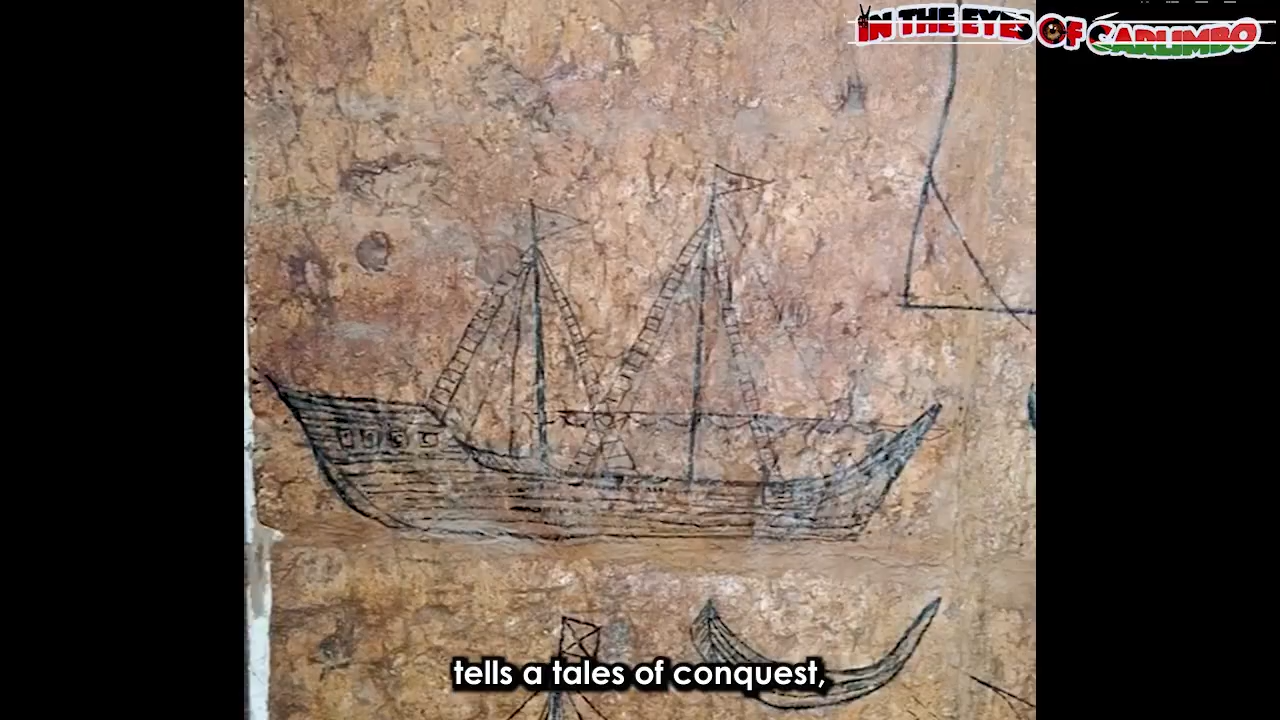 IN THE EYES OF CARLIMBO
tells a tales of conquest,